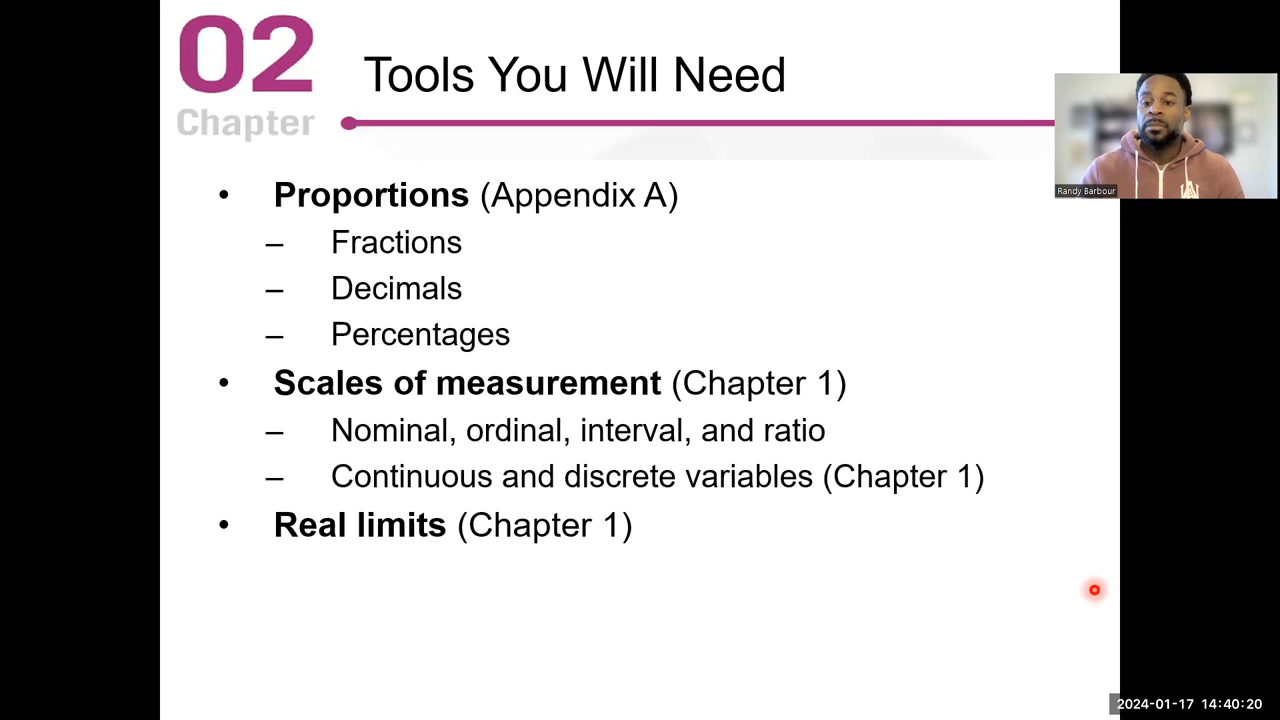 02
Chapter
Tools You Will Need
• Proportions (Appendix A)
– Fractions
– Decimals
– Percentages
• Scales of measurement (Chapter 1)
– Nominal, ordinal, interval, and ratio
– Continuous and discrete variables (Chapter 1)
• Real limits (Chapter 1)
Randy Barbour
2024-01-17 14:40:20